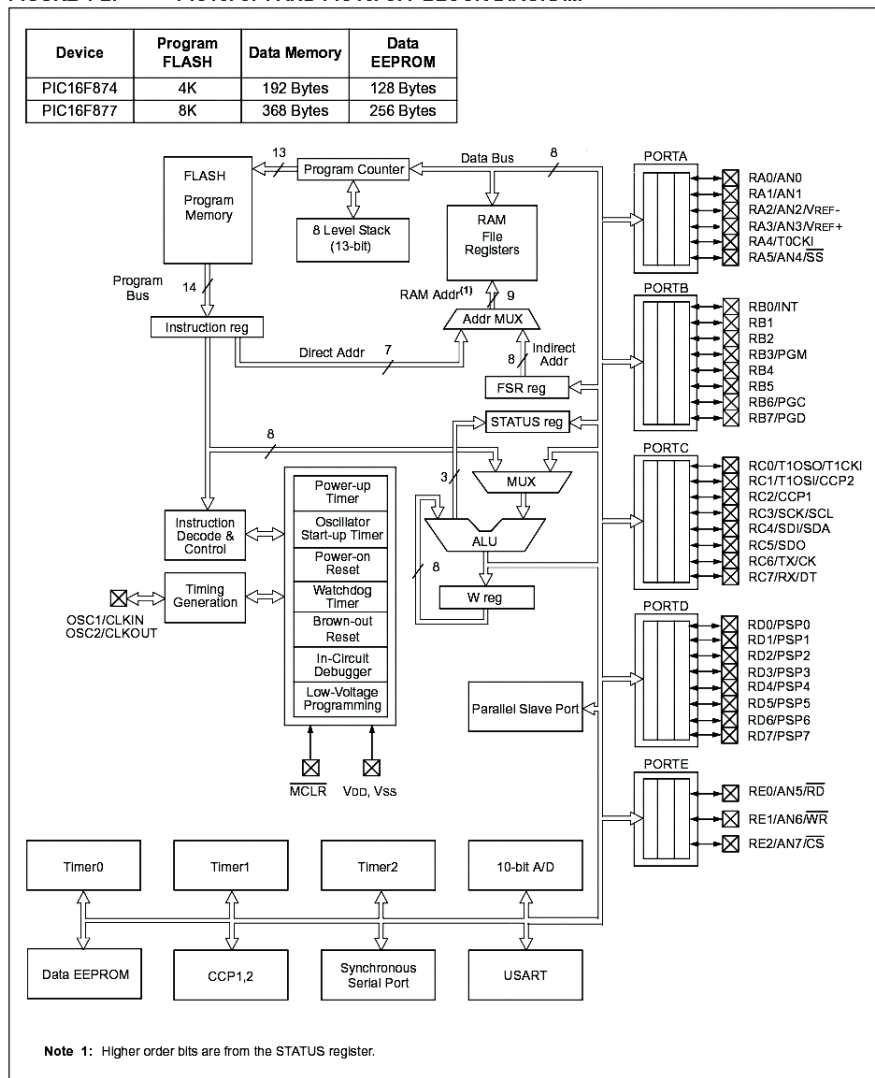 Device Program FLASH Data Memory Data EEPROM
PIC16F874 4K 192 Bytes 128 Bytes
PIC16F877 8K 368 Bytes 256 Bytes
13
Data Bus
8
PORTA
FLASH
Program
Memory
Program Counter
8 Level Stack
(13-bit)
RAM
File
Registers
RA0/AN0
RA1/AN1
RA2/AN2/VREF-
RA3/AN3/VREF+
RA4/T0CKI
RA5/AN4/SS
Program
Bus
14
RAM Addr(1)
9
PORTB
Instruction reg
Addr MUX
Direct Addr
7
8
Indirect
Addr
FSR reg
RB0/INT
RB1
RB2
RB3/PGM
RB4
RB5
RB6/PGC
RB7/PGD
STATUS reg
8
3
MUX
PORTC
Power-up
Timer
Oscillator
Start-up Timer
Power-on
Reset
Watchdog
Timer
Brown-out
Reset
In-Circuit
Debugger
Low-Voltage
Programming
Instruction
Decode &
Control
ALU
8
W reg
RC0/T1OSO/T1CKI
RC1/T1OSI/CCP2
RC2/CCP1
RC3/SCK/SCL
RC4/SDI/SDA
RC5/SDO
RC6/TX/CK
RC7/RX/DT
Timing
Generation
OSC1/CLKIN
OSC2/CLKOUT
PORTD
RD0/PSP0
RD1/PSP1
RD2/PSP2
RD3/PSP3
RD4/PSP4
RD5/PSP5
RD6/PSP6
RD7/PSP7
Parallel Slave Port
MCLR
VDD, VSS
PORTE
RE0/AN5/RD
RE1/AN6/WR
RE2/AN7/CS
Timer0
Timer1
Timer2
10-bit A/D
Data EEPROM
CCP1,2
Synchronous
Serial Port
USART
Note 1: Higher order bits are from the STATUS register.